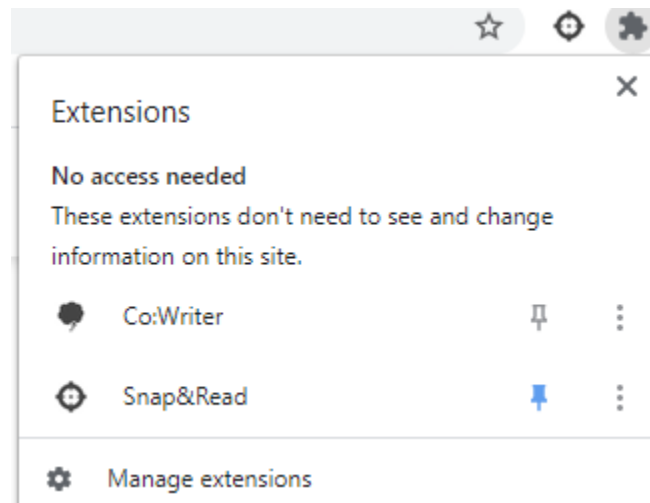 Extensions
No access needed
These extensions don't need to see and change
information on this site.
Co:Writer
Snap&Read
Manage extensions